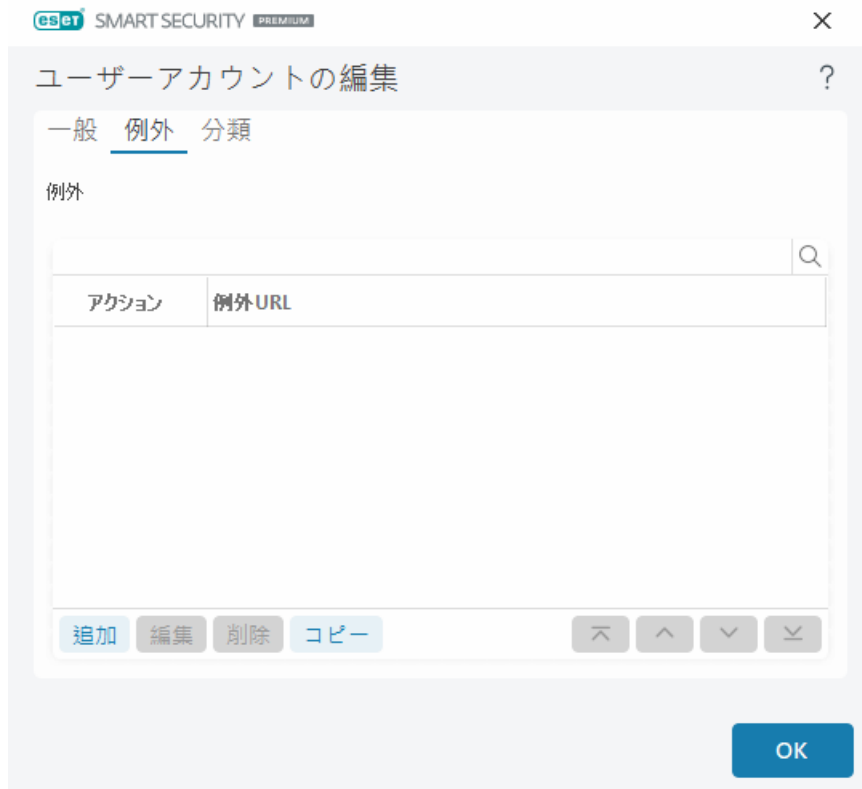 eseT SMART SECURITY PREMIUM
ユーザーアカウントの編集 ?
一般 例外 分類
例外
アクション 例外URL
追加 編集 削除 コピー
OK